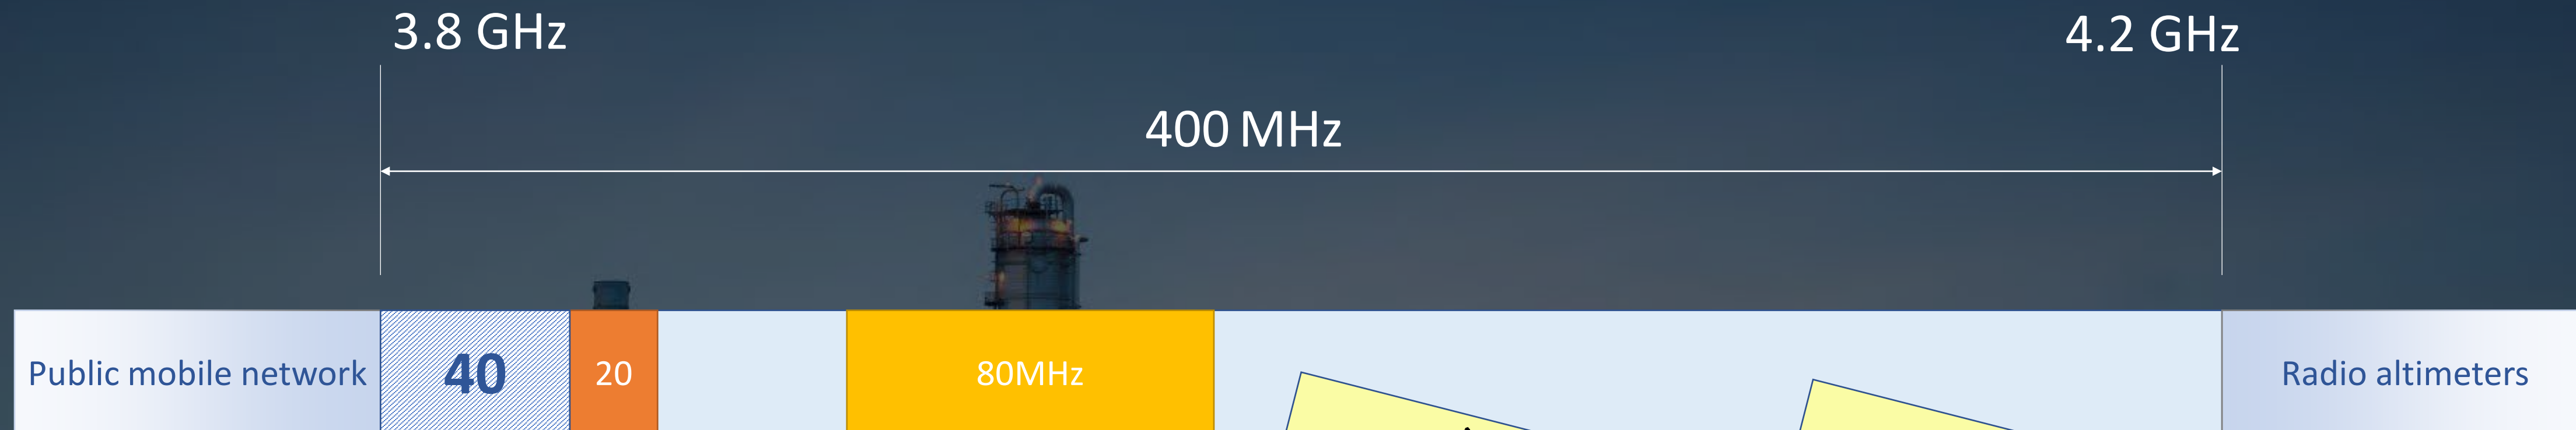 3.8 GHz
4.2 GHz
400 MHz
Public mobile network
40
20
80MHz
Radio altimeters